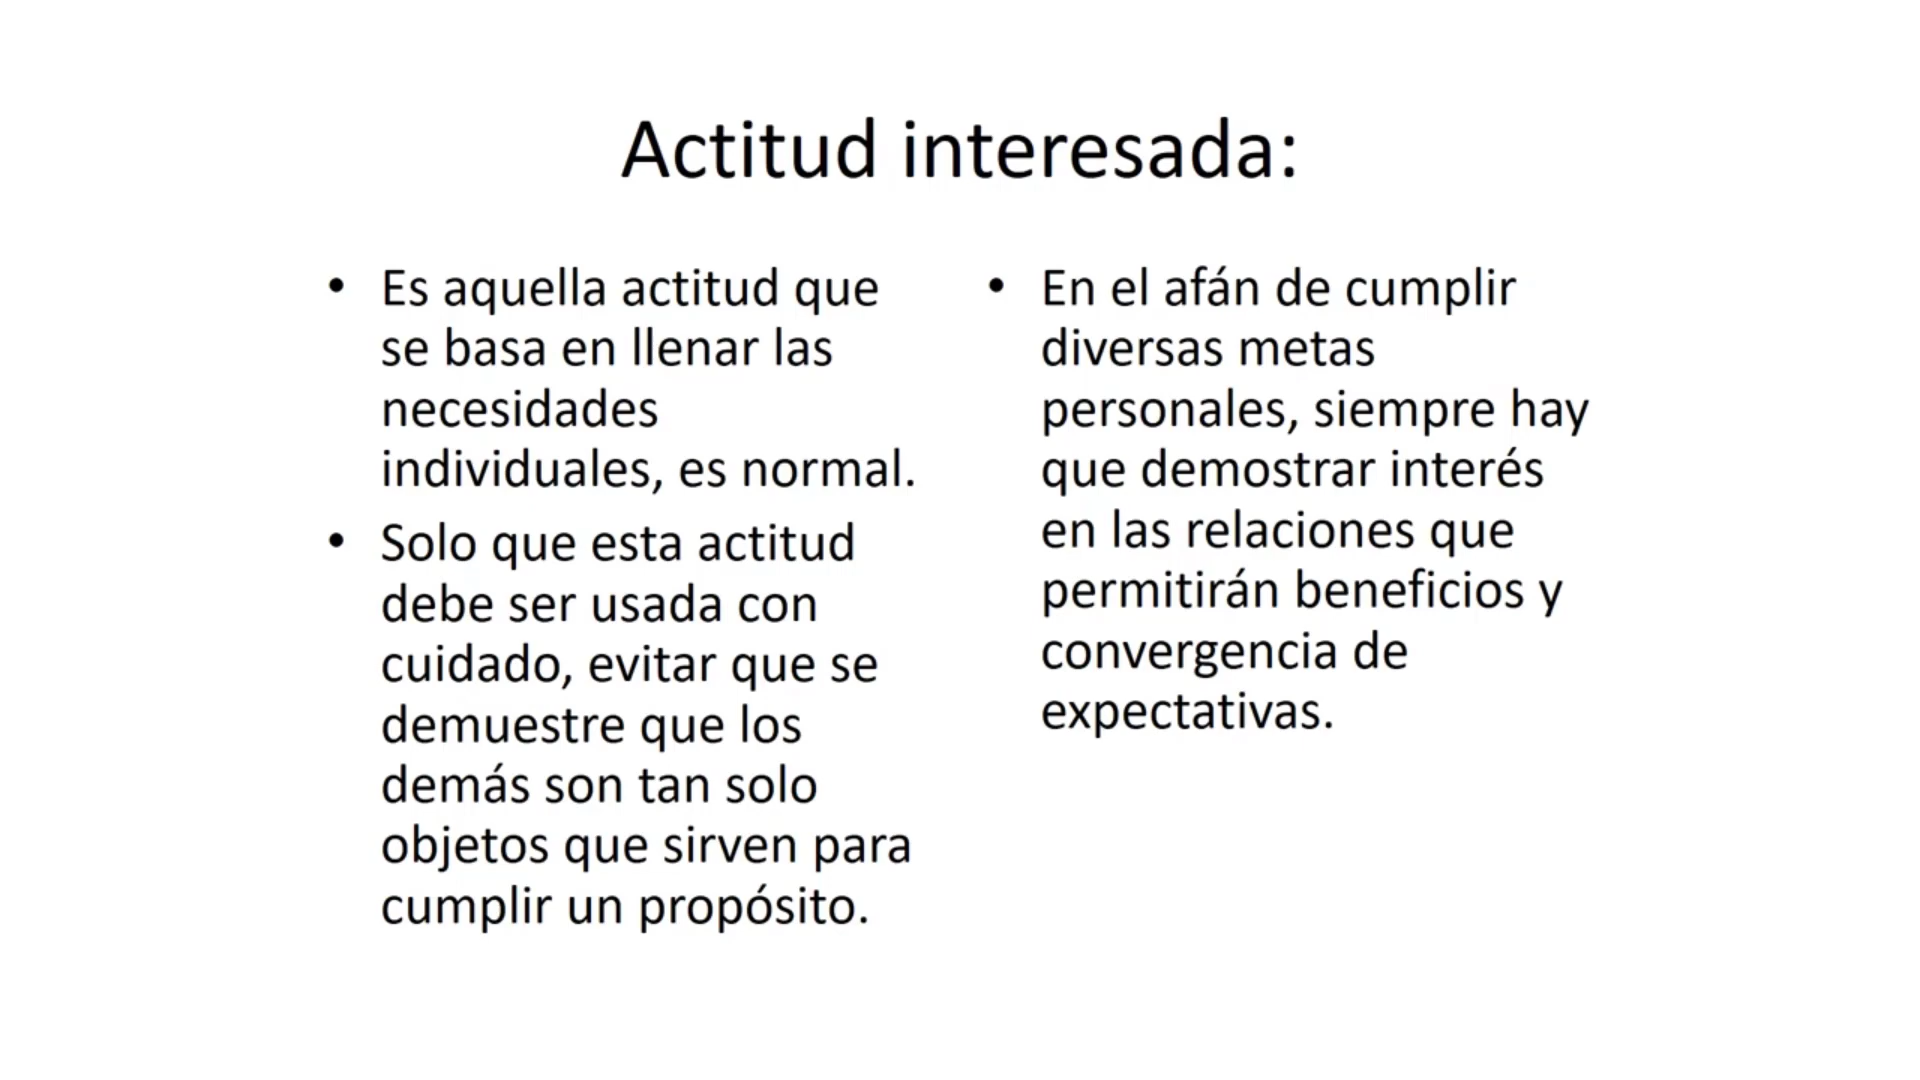 Actitud interesada:
• Es aquella actitud que
se basa en llenar las
necesidades
individuales, es normal.
• Solo que esta actitud
debe ser usada con
cuidado, evitar que se
demuestre que los
demás son tan solo
objetos que sirven para
cumplir un propósito.
• En el afán de cumplir
diversas metas
personales, siempre hay
que demostrar interés
en las relaciones que
permitirán beneficios y
convergencia de
expectativas.